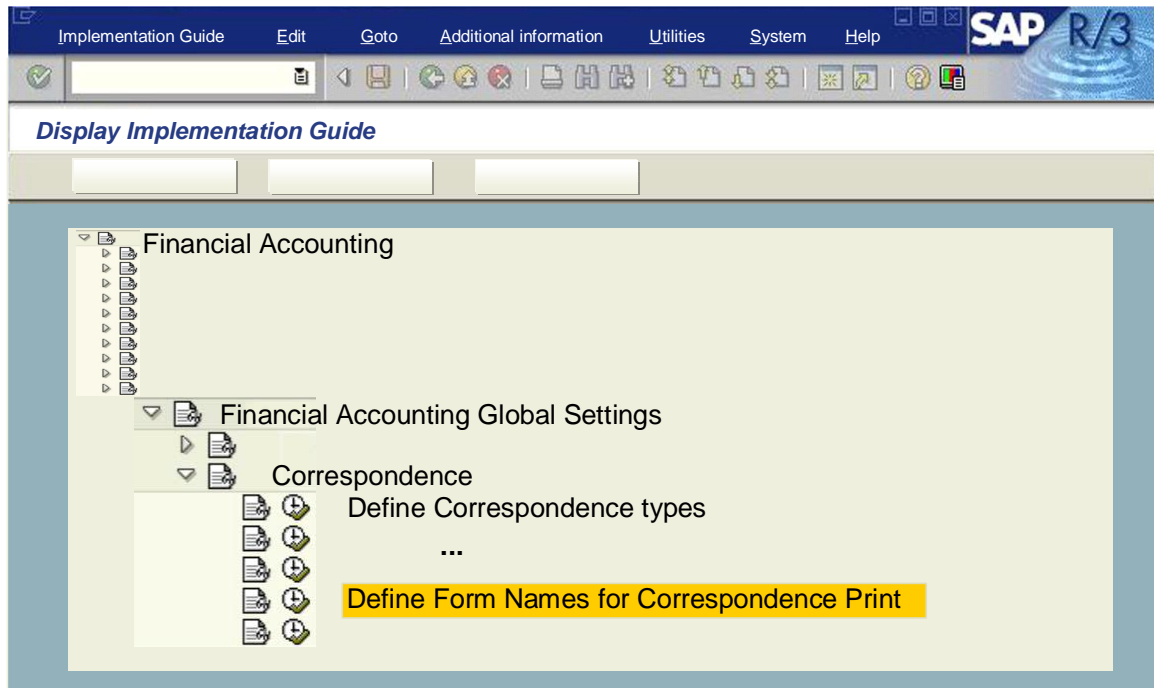 Implementation Guide Edit Goto Additional information Utilities System Help
SAP R/3
Display Implementation Guide
Financial Accounting
Financial Accounting Global Settings
Correspondence
Define Correspondence types
...
Define Form Names for Correspondence Print